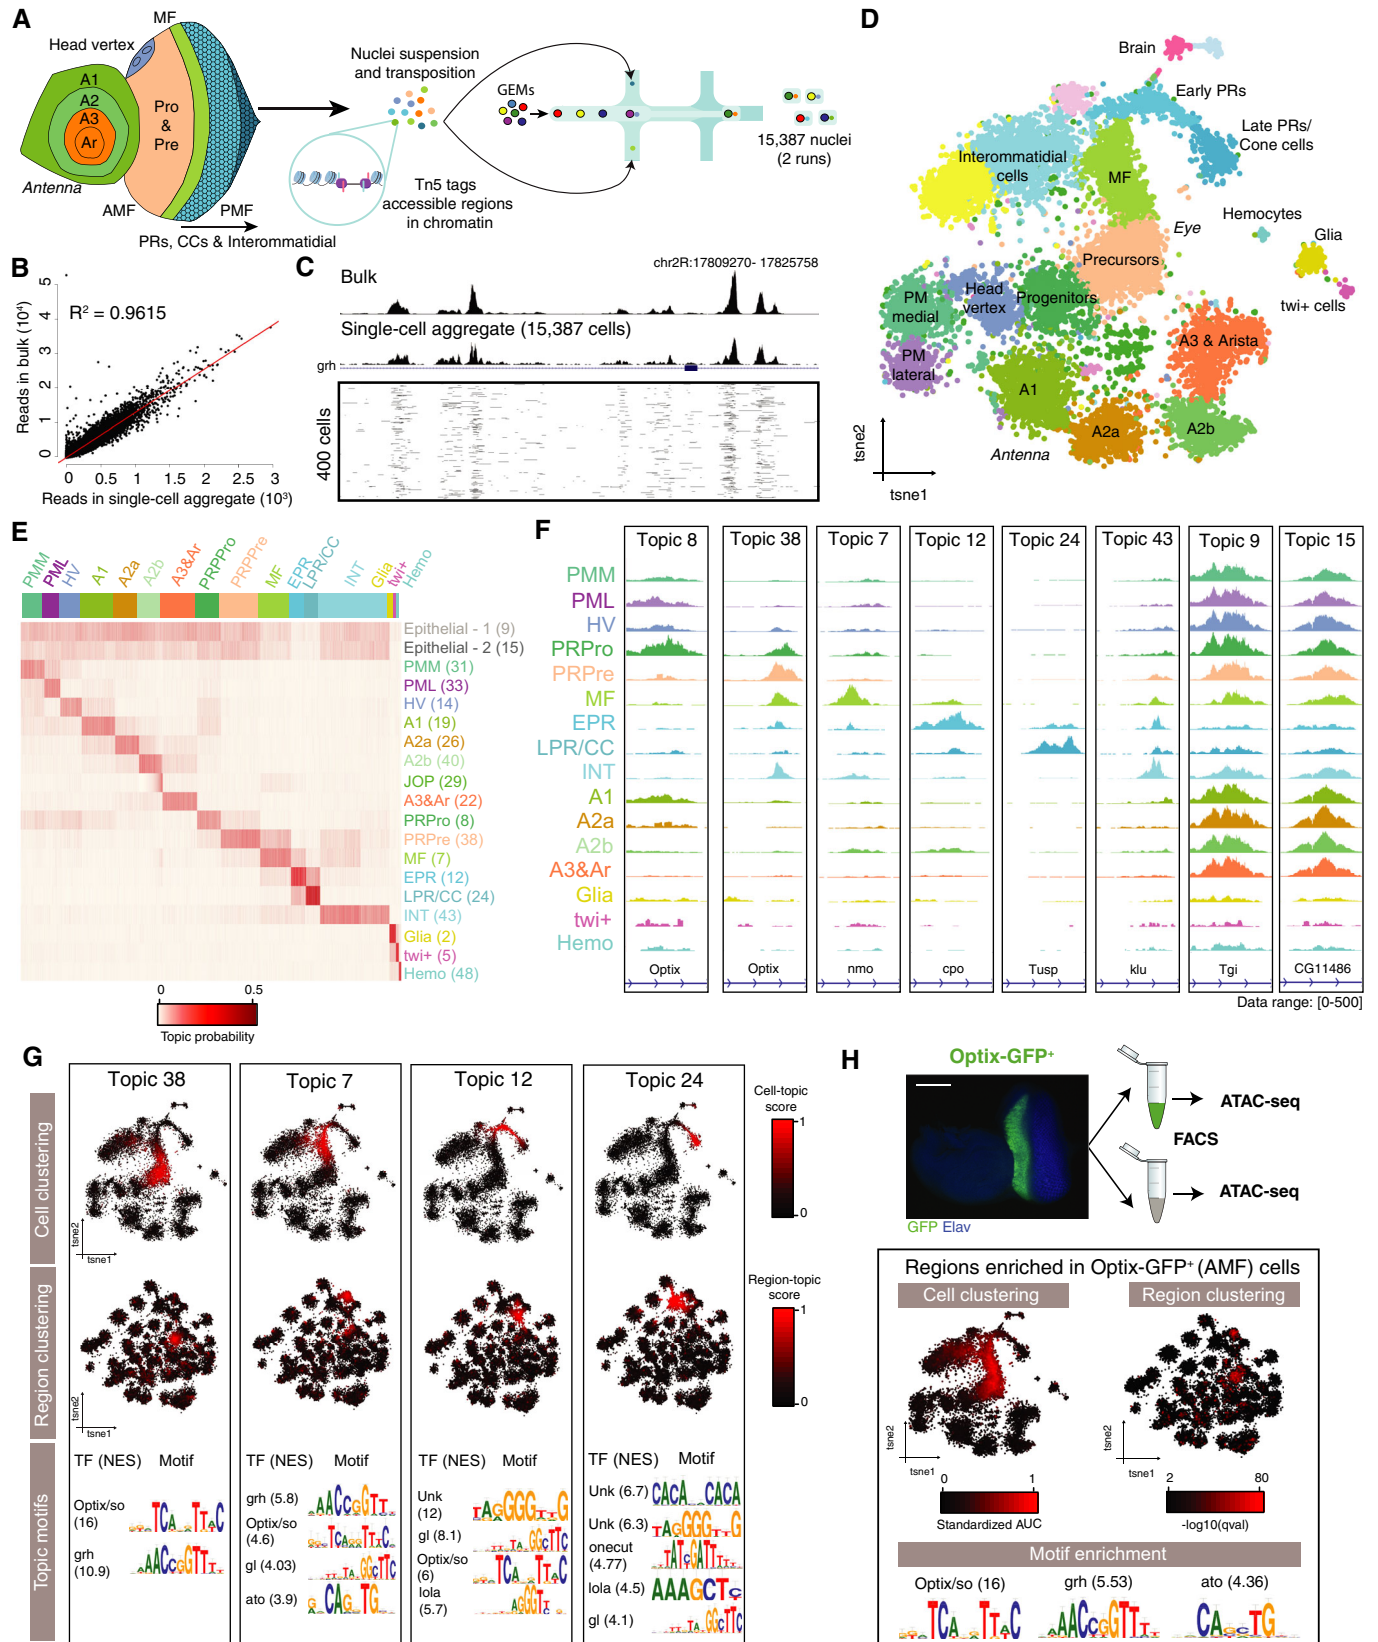 A
MF
Head vertex
A1
A2
A3
Ar
Pro
&
Pre
Antenna
AMF
PMF
PRs, CCs & Interommatidial
Nuclei suspension
and transposition
GEMs
Tn5 tags
accessible regions
in chromatin
15,387 nuclei
(2 runs)
B
R² = 0.9615
Reads in bulk (10⁴)
5
4
3
2
1
0
0
0.5
1
1.5
2
2.5
3
Reads in single-cell aggregate (10³)
C
chr2R:17809270- 17825758
Bulk
Single-cell aggregate (15,387 cells)
grh
400 cells
D
Brain
Early PRs
Late PRs/
Cone cells
Interommatidial
cells
MF
Hemocytes
Eye
Glia
Precursors
twi+ cells
PM
medial
Head
vertex
Progenitors
PM
lateral
A3 & Arista
A1
A2a
A2b
Antenna
tsne2
tsne1
E
PMM
PML
HV
A1
A2a
A2b
A3&Ar
PRPPro
PRPPre
MF
EPR
LPR/CC
INT
Glia
twi+
Hemo
Epithelial - 1 (9)
Epithelial - 2 (15)
PMM (31)
PML (33)
HV (14)
A1 (19)
A2a (26)
A2b (40)
JOP (29)
A3&Ar (22)
PRPro (8)
PRPre (38)
MF (7)
EPR (12)
LPR/CC (24)
INT (43)
Glia (2)
twi+ (5)
Hemo (48)
0
0.5
Topic probability
F
Topic 8
Topic 38
Topic 7
Topic 12
Topic 24
Topic 43
Topic 9
Topic 15
PMM
PML
HV
PRPro
PRPre
MF
EPR
LPR/CC
INT
A1
A2a
A2b
A3&Ar
Glia
twi+
Hemo
Optix
Optix
nmo
cpo
Tusp
klu
Tgi
CG11486
Data range: [0-500]
G
Topic 38
Topic 7
Topic 12
Topic 24
Cell clustering
tsne2
tsne1
Cell-topic
score
1
0
Region clustering
tsne2
tsne1
Region-topic
score
1
0
Topic motifs
TF (NES) Motif
Optix/so
(16)
grh
(10.9)
TF (NES) Motif
grh (5.8)
Optix/so
(4.6)
gl (4.03)
ato (3.9)
TF (NES) Motif
Unk
(12)
gl (8.1)
Optix/so
(6)
lola
(5.7)
TF (NES) Motif
Unk (6.7)
Unk (6.3)
onecut
(4.77)
lola (4.5)
gl (4.1)
H
Optix-GFP⁺
GFP Elav
ATAC-seq
FACS
ATAC-seq
Regions enriched in Optix-GFP⁺ (AMF) cells
Cell clustering
Region clustering
tsne2
tsne1
tsne2
tsne1
0
1
Standardized AUC
2
80
-log10(qval)
Motif enrichment
Optix/so (16)
grh (5.53)
ato (4.36)